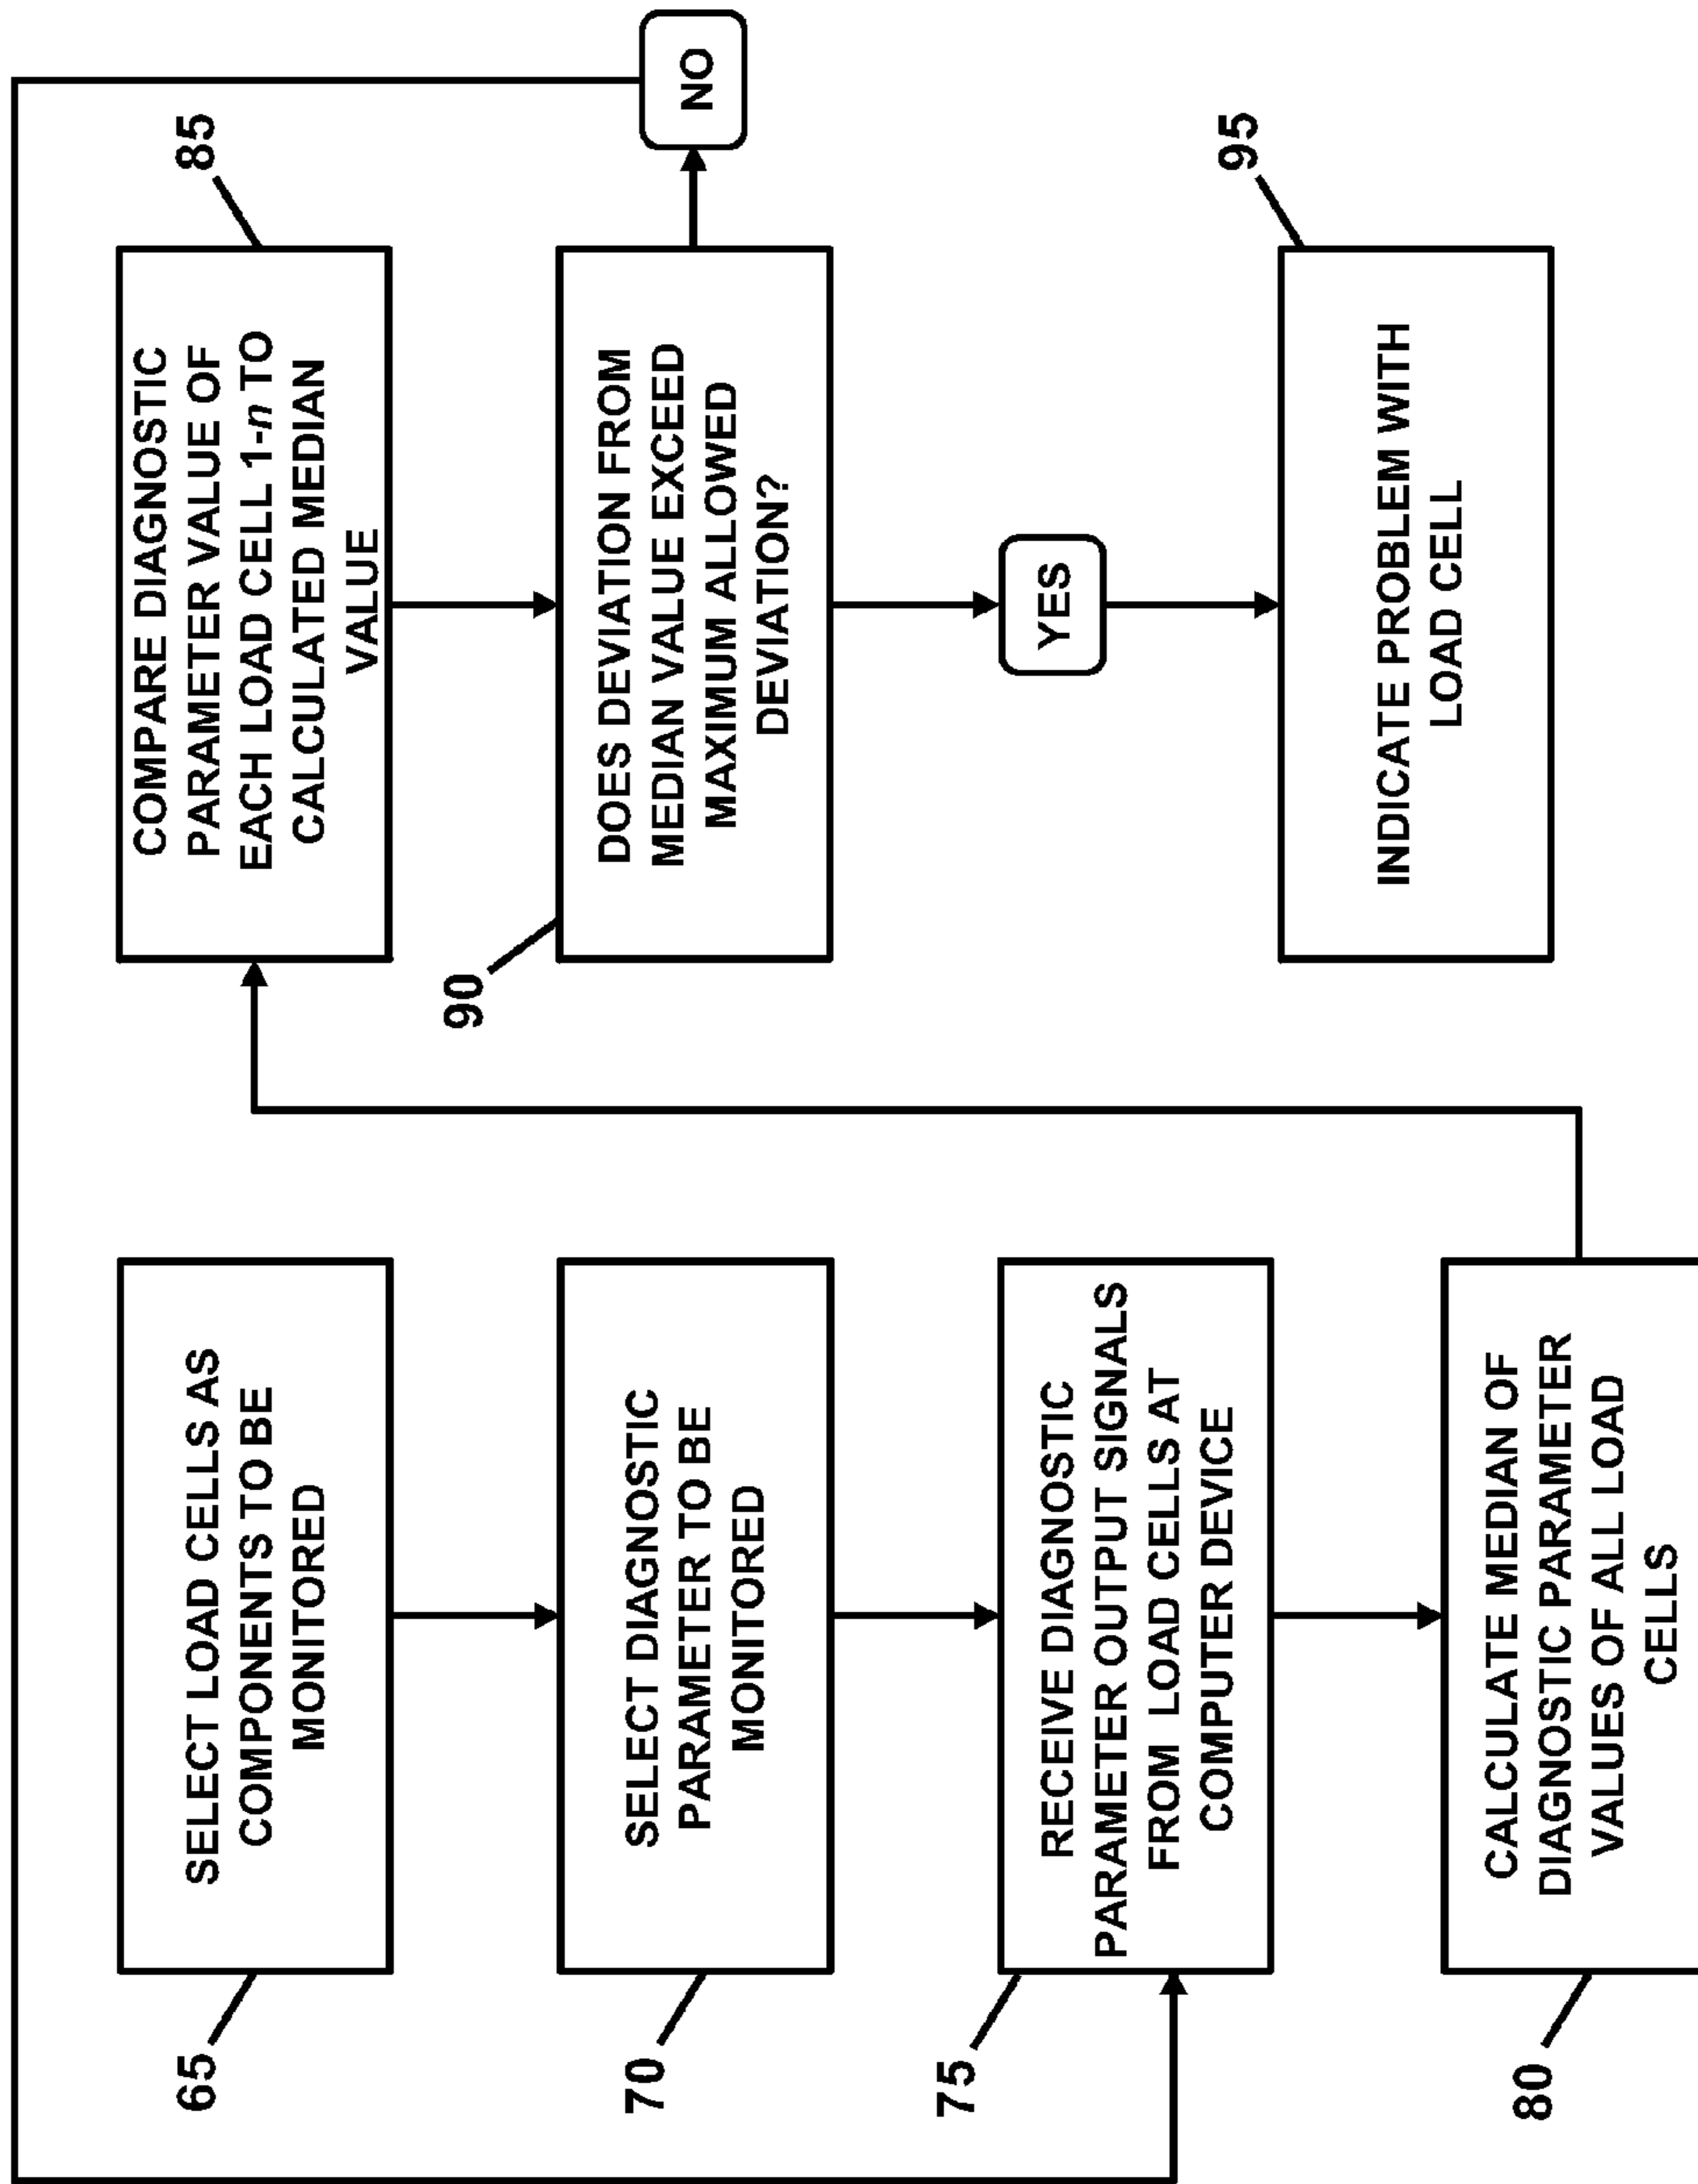 65
SELECT LOAD CELLS AS
COMPONENTS TO BE
MONITORED
70
SELECT DIAGNOSTIC
PARAMETER TO BE
MONITORED
75
RECEIVE DIAGNOSTIC
PARAMETER OUTPUT SIGNALS
FROM LOAD CELLS AT
COMPUTER DEVICE
80
CALCULATE MEDIAN OF
DIAGNOSTIC PARAMETER
VALUES OF ALL LOAD
CELLS
85
COMPARE DIAGNOSTIC
PARAMETER VALUE OF
EACH LOAD CELL 1-n TO
CALCULATED MEDIAN
VALUE
90
DOES DEVIATION FROM
MEDIAN VALUE EXCEED
MAXIMUM ALLLOWED
DEVIATION?
NO
YES
95
INDICATE PROBLEM WITH
LOAD CELL